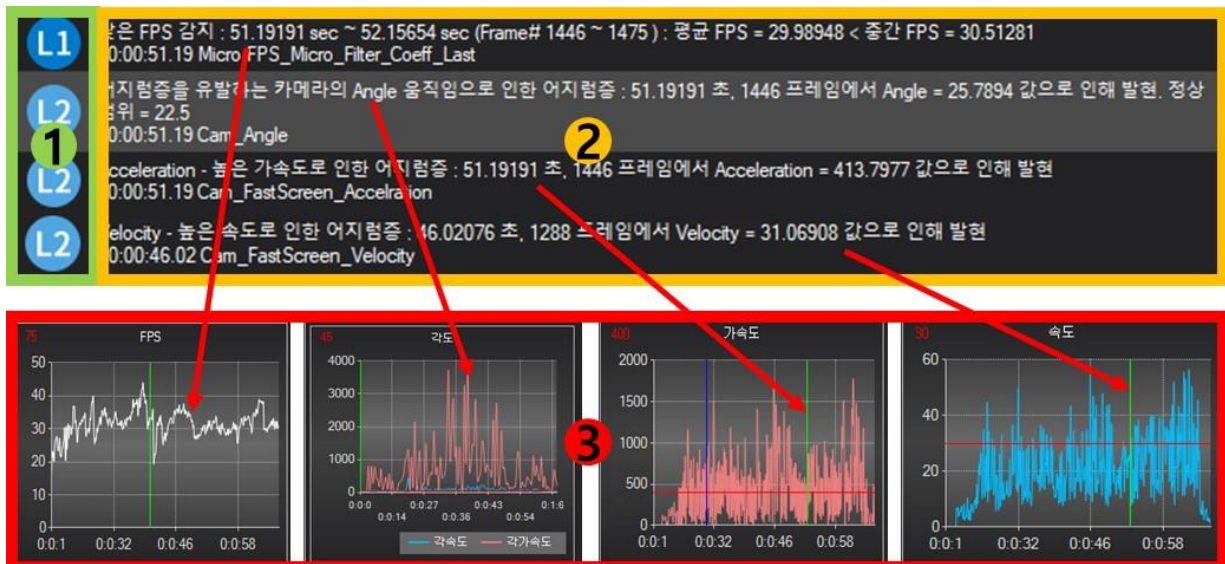 L1
은 FPS 감지 : 51.19191 sec ~ 52.15654 sec (Frame# 1446 ~ 1475 ) : 평균 FPS = 29.98948 < 중간 FPS = 30.51281
0:00:51.19 Micro FPS_Micro_Filter_Coeff_Last
L2
어지럼증을 유발하는 카메라의 Angle 움직임으로 인한 어지럼증 : 51.19191 초, 1446 프레임에서 Angle = 25.7894 값으로 인해 발현. 정상
범위 = 22.5
0:00:51.19 Cam_Angle
1
2
L2
cceleration - 높은 가속도로 인한 어지럼증 : 51.19191 초, 1446 프레임에서 Acceleration = 413.7977 값으로 인해 발현
0:00:51.19 Cam_FastScreen_Accelration
L2
elocity - 높은 속도로 인한 어지럼증 : 46.02076 초, 1288 프레임에서 Velocity = 31.06908 값으로 인해 발현
0:00:46.02 Cam_FastScreen_Velocity
75 FPS
50
40
30
20
10
0
0:0:1 0:0:32 0:0:46 0:0:58
45 각도
4000
3000
2000
1000
0
0:0:0 0:0:27 0:0:43 0:1:6
0:0:14 0:0:36 0:0:54
각속도 각가속도
3
400 가속도
2000
1500
1000
500
0
0:0:1 0:0:32 0:0:46 0:0:58
30 속도
60
40
20
0
0:0:1 0:0:32 0:0:46 0:0:58